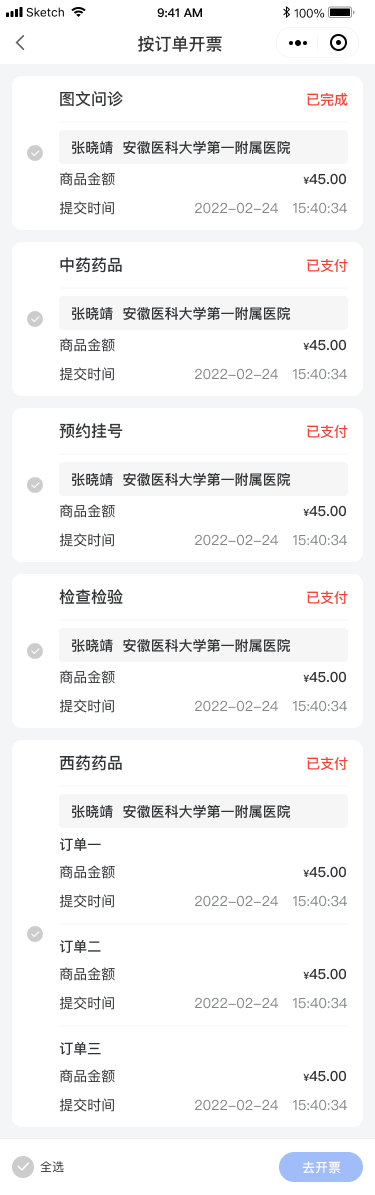 Sketch 9:41 AM 100%
按订单开票
图文问诊 已完成
张晓靖 安徽医科大学第一附属医院
商品金额 ¥45.00
提交时间 2022-02-24 15:40:34
中药药品 已支付
张晓靖 安徽医科大学第一附属医院
商品金额 ¥45.00
提交时间 2022-02-24 15:40:34
预约挂号 已支付
张晓靖 安徽医科大学第一附属医院
商品金额 ¥45.00
提交时间 2022-02-24 15:40:34
检查检验 已支付
张晓靖 安徽医科大学第一附属医院
商品金额 ¥45.00
提交时间 2022-02-24 15:40:34
西药药品 已支付
张晓靖 安徽医科大学第一附属医院
订单一
商品金额 ¥45.00
提交时间 2022-02-24 15:40:34
订单二
商品金额 ¥45.00
提交时间 2022-02-24 15:40:34
订单三
商品金额 ¥45.00
提交时间 2022-02-24 15:40:34
全选 去开票